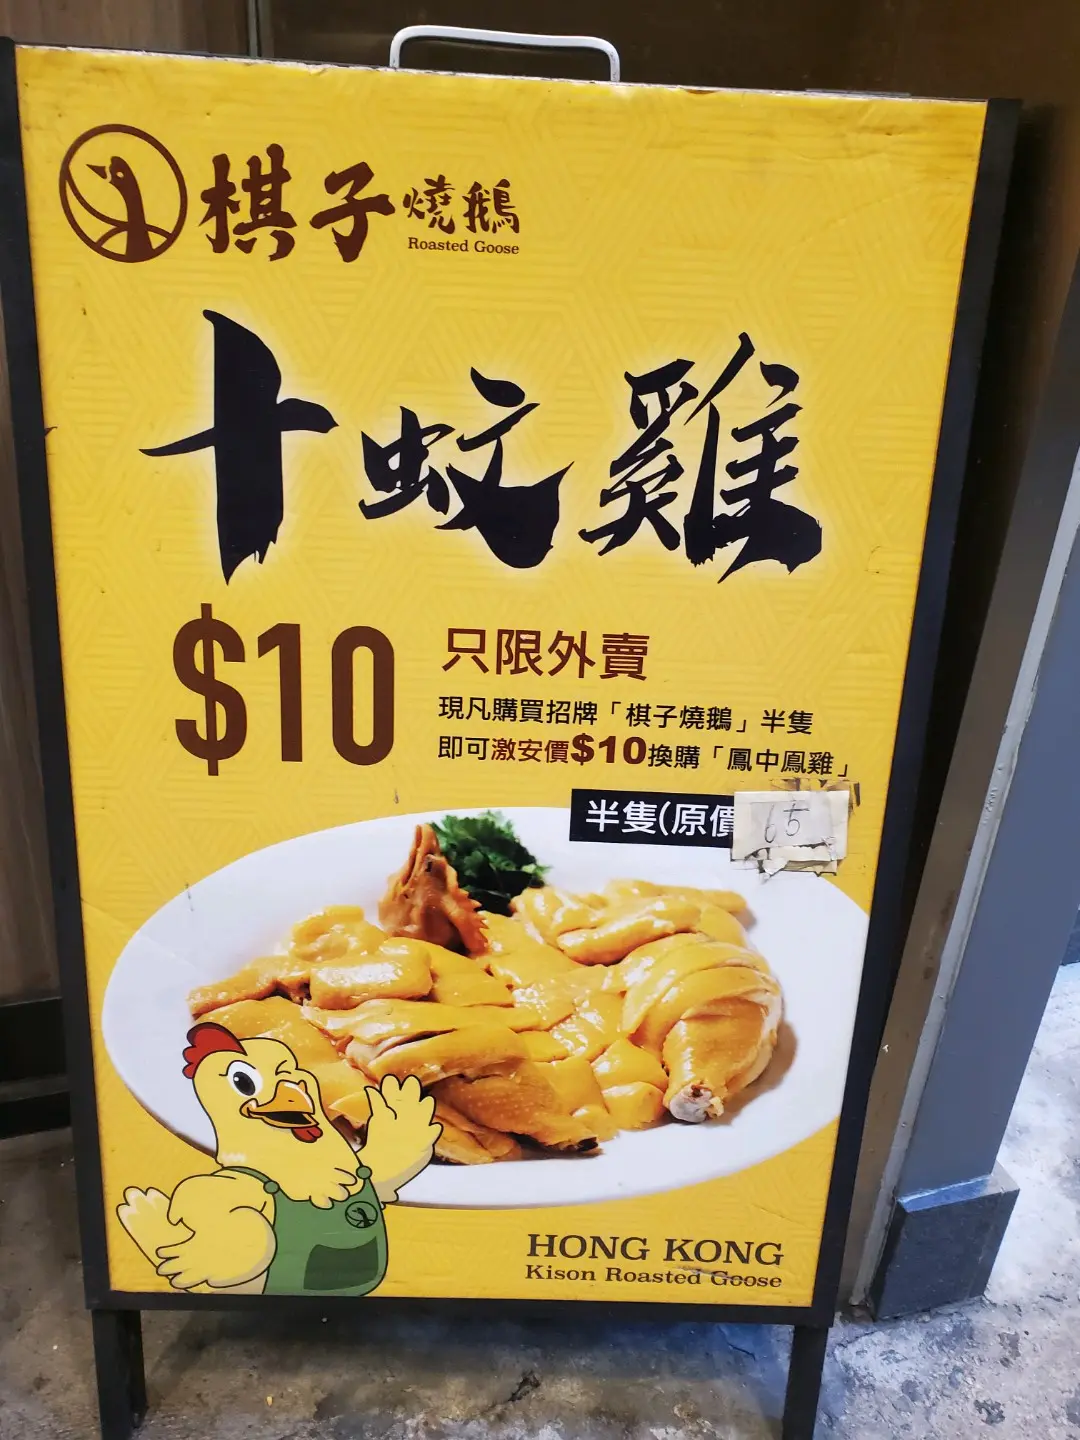 棋子燒鵝
Roasted Goose
十蚊雞
$10
只限外賣
現凡購買招牌「棋子燒鵝」半隻
即可激安價$10換購「鳳中鳳雞」
半隻(原價 65
HONG KONG
Kison Roasted Goose